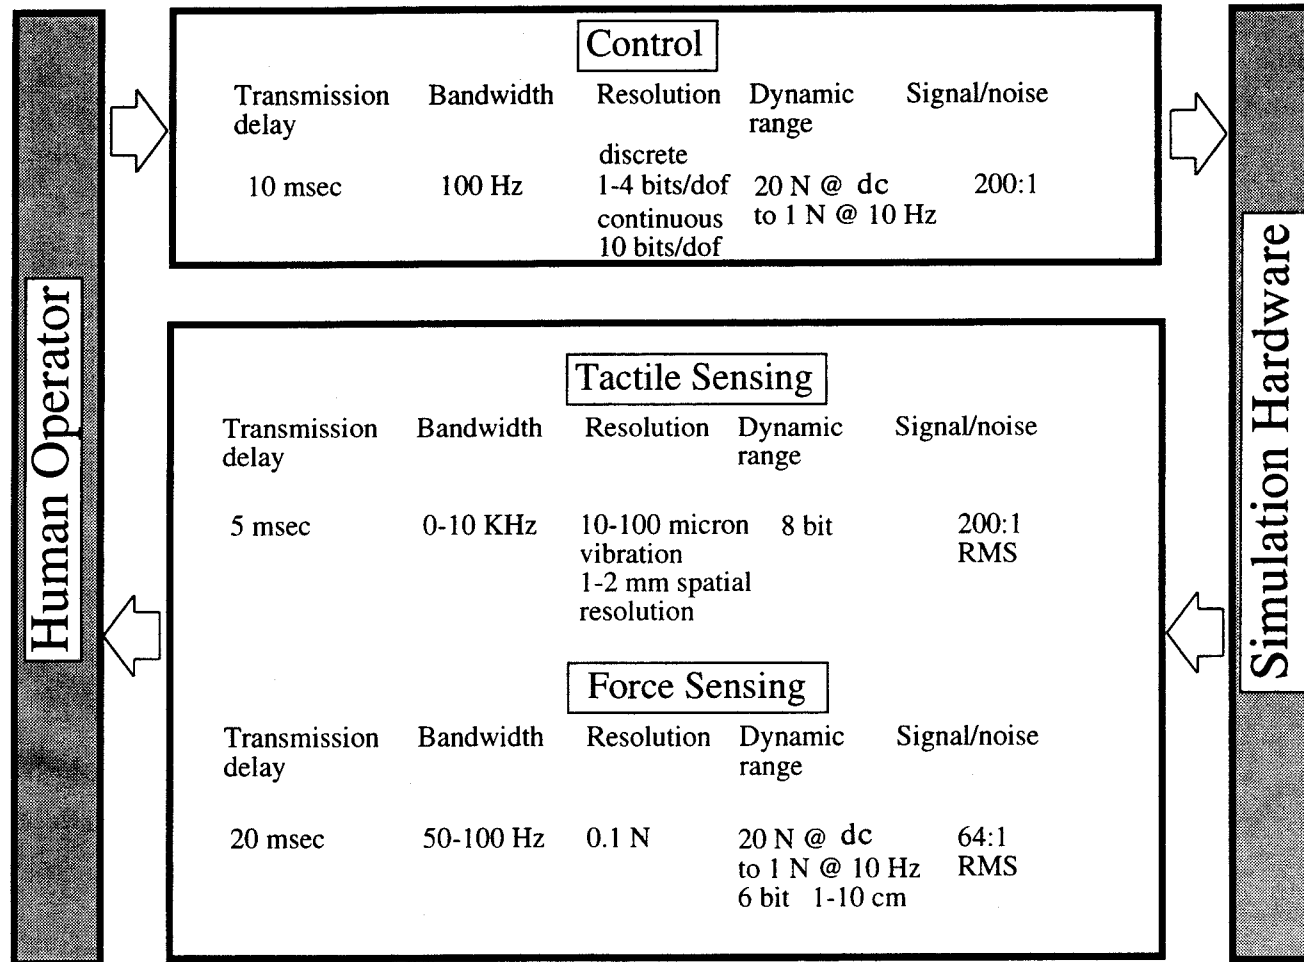 Human Operator
Control
Transmission delay Bandwidth Resolution Dynamic range Signal/noise
10 msec 100 Hz discrete 1-4 bits/dof continuous 10 bits/dof 20 N @ dc to 1 N @ 10 Hz 200:1
Tactile Sensing
Transmission delay Bandwidth Resolution Dynamic range Signal/noise
5 msec 0-10 KHz 10-100 micron vibration 1-2 mm spatial resolution 8 bit 200:1 RMS
Force Sensing
Transmission delay Bandwidth Resolution Dynamic range Signal/noise
20 msec 50-100 Hz 0.1 N 20 N @ dc to 1 N @ 10 Hz 6 bit 1-10 cm 64:1 RMS
Simulation Hardware